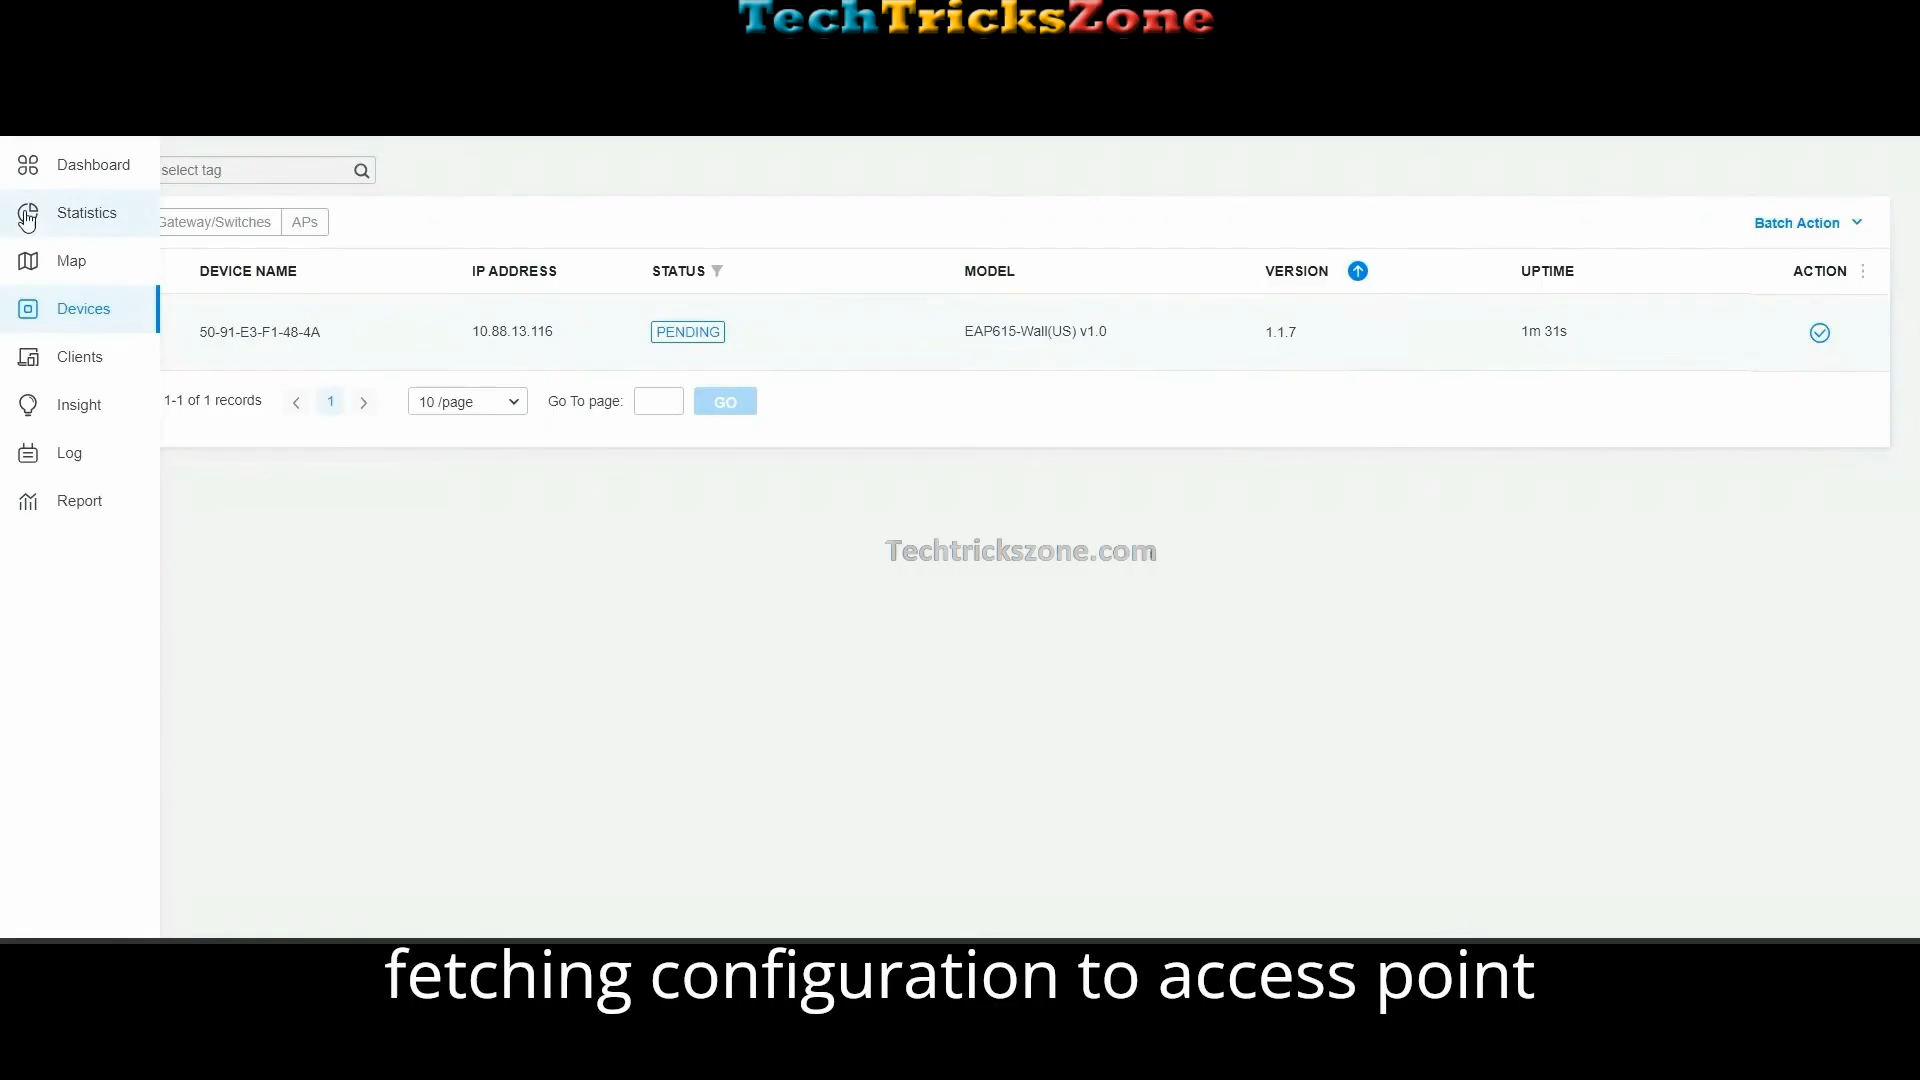 TechTricksZone
Dashboard
select tag
Statistics
Gateway/Switches APs
Batch Action
Map
DEVICE NAME IP ADDRESS STATUS MODEL VERSION UPTIME ACTION
Devices
50-91-E3-F1-48-4A 10.88.13.116 PENDING EAP615-Wall(US) v1.0 1.1.7 1m 31s
Clients
Insight
1-1 of 1 records 1 10 /page Go To page: GO
Log
Report
Techtrickszone.com
fetching configuration to access point